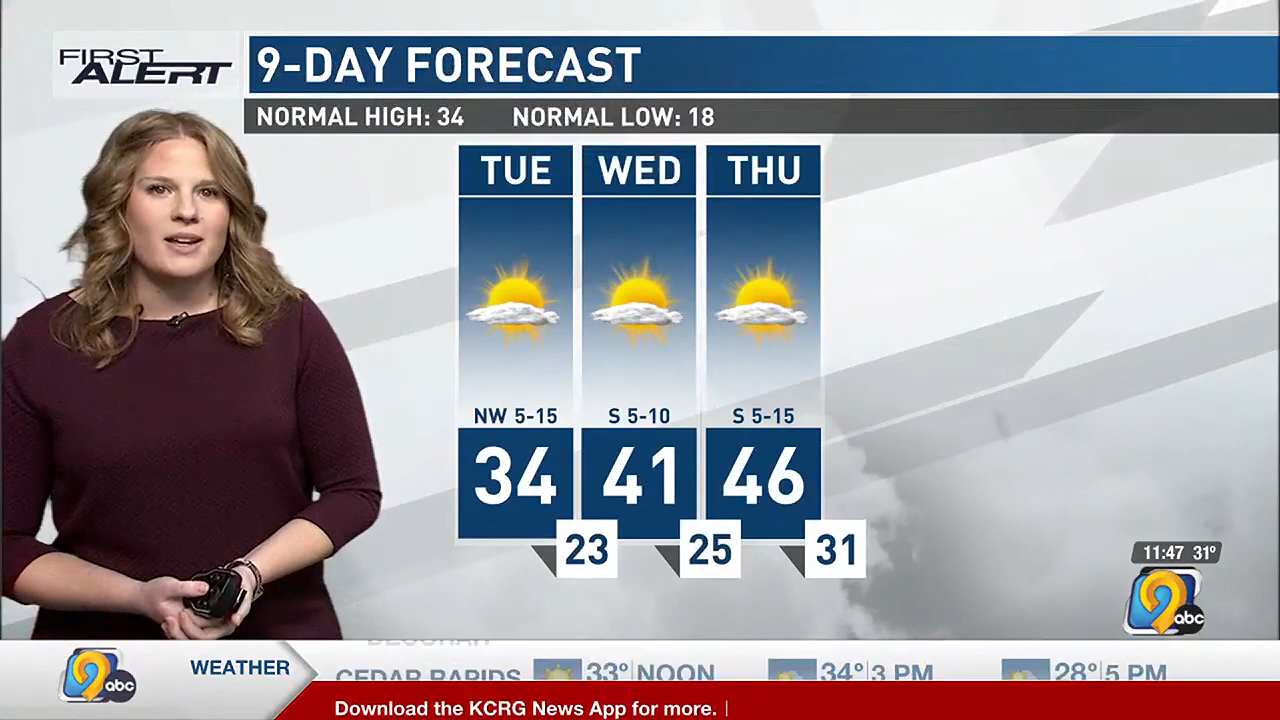 FIRST
ALERT
9-DAY FORECAST
NORMAL HIGH: 34 NORMAL LOW: 18
TUE WED THU
NW 5-15 S 5-10 S 5-15
34 41 46
23 25 31
11:47 31°
9 abc
9 abc
WEATHER
CEDAR RAPIDS 33° NOON 34° 3 PM 28° 5 PM
Download the KCRG News App for more.